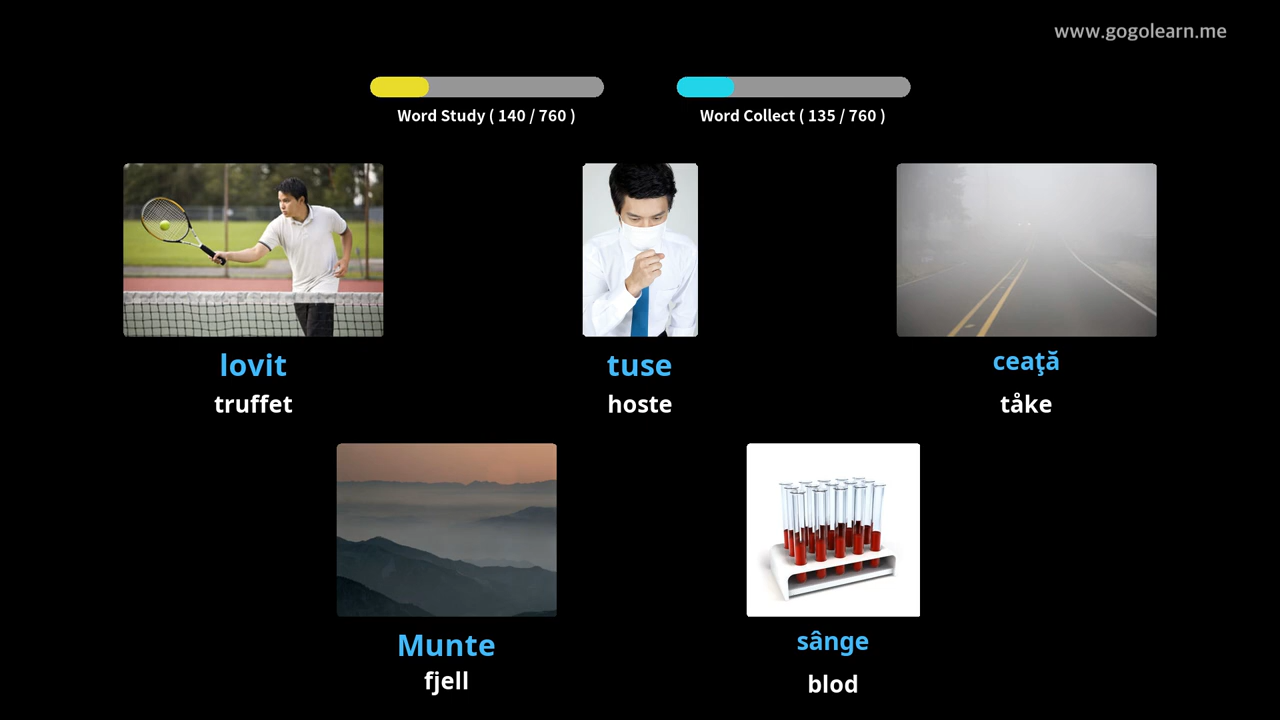 www.gogolearn.me
Word Study ( 140 / 760 )
Word Collect ( 135 / 760 )
lovit
truffet
tuse
hoste
ceaţă
tåke
Munte
fjell
sânge
blod